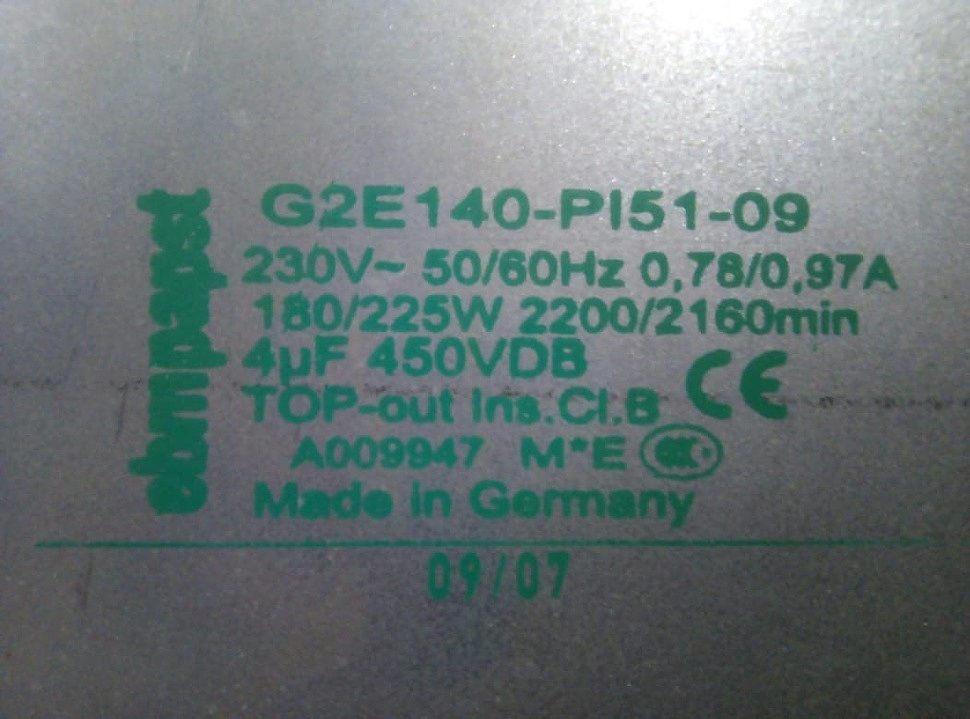 ebmpapst
G2E140-PI51-09
230V~ 50/60Hz 0,78/0,97A
180/225W 2200/2160min
4µF 450VDB
TOP-out Ins.Cl.B CE
A009947 M*E CCC
Made in Germany
09/07